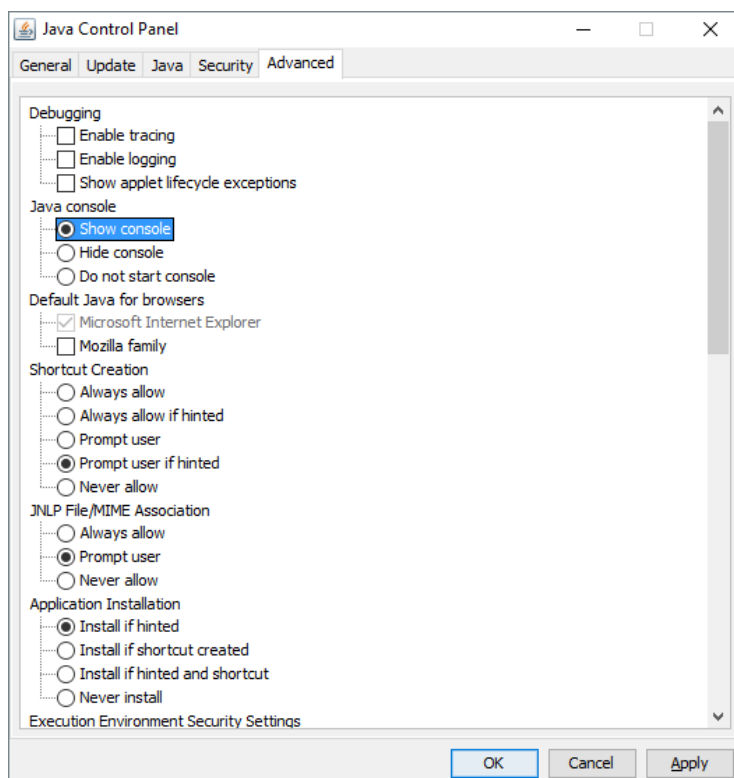 Java Control Panel
General Update Java Security Advanced
Debugging
Enable tracing
Enable logging
Show applet lifecycle exceptions
Java console
Show console
Hide console
Do not start console
Default Java for browsers
Microsoft Internet Explorer
Mozilla family
Shortcut Creation
Always allow
Always allow if hinted
Prompt user
Prompt user if hinted
Never allow
JNLP File/MIME Association
Always allow
Prompt user
Never allow
Application Installation
Install if hinted
Install if shortcut created
Install if hinted and shortcut
Never install
Execution Environment Security Settings
OK Cancel Apply